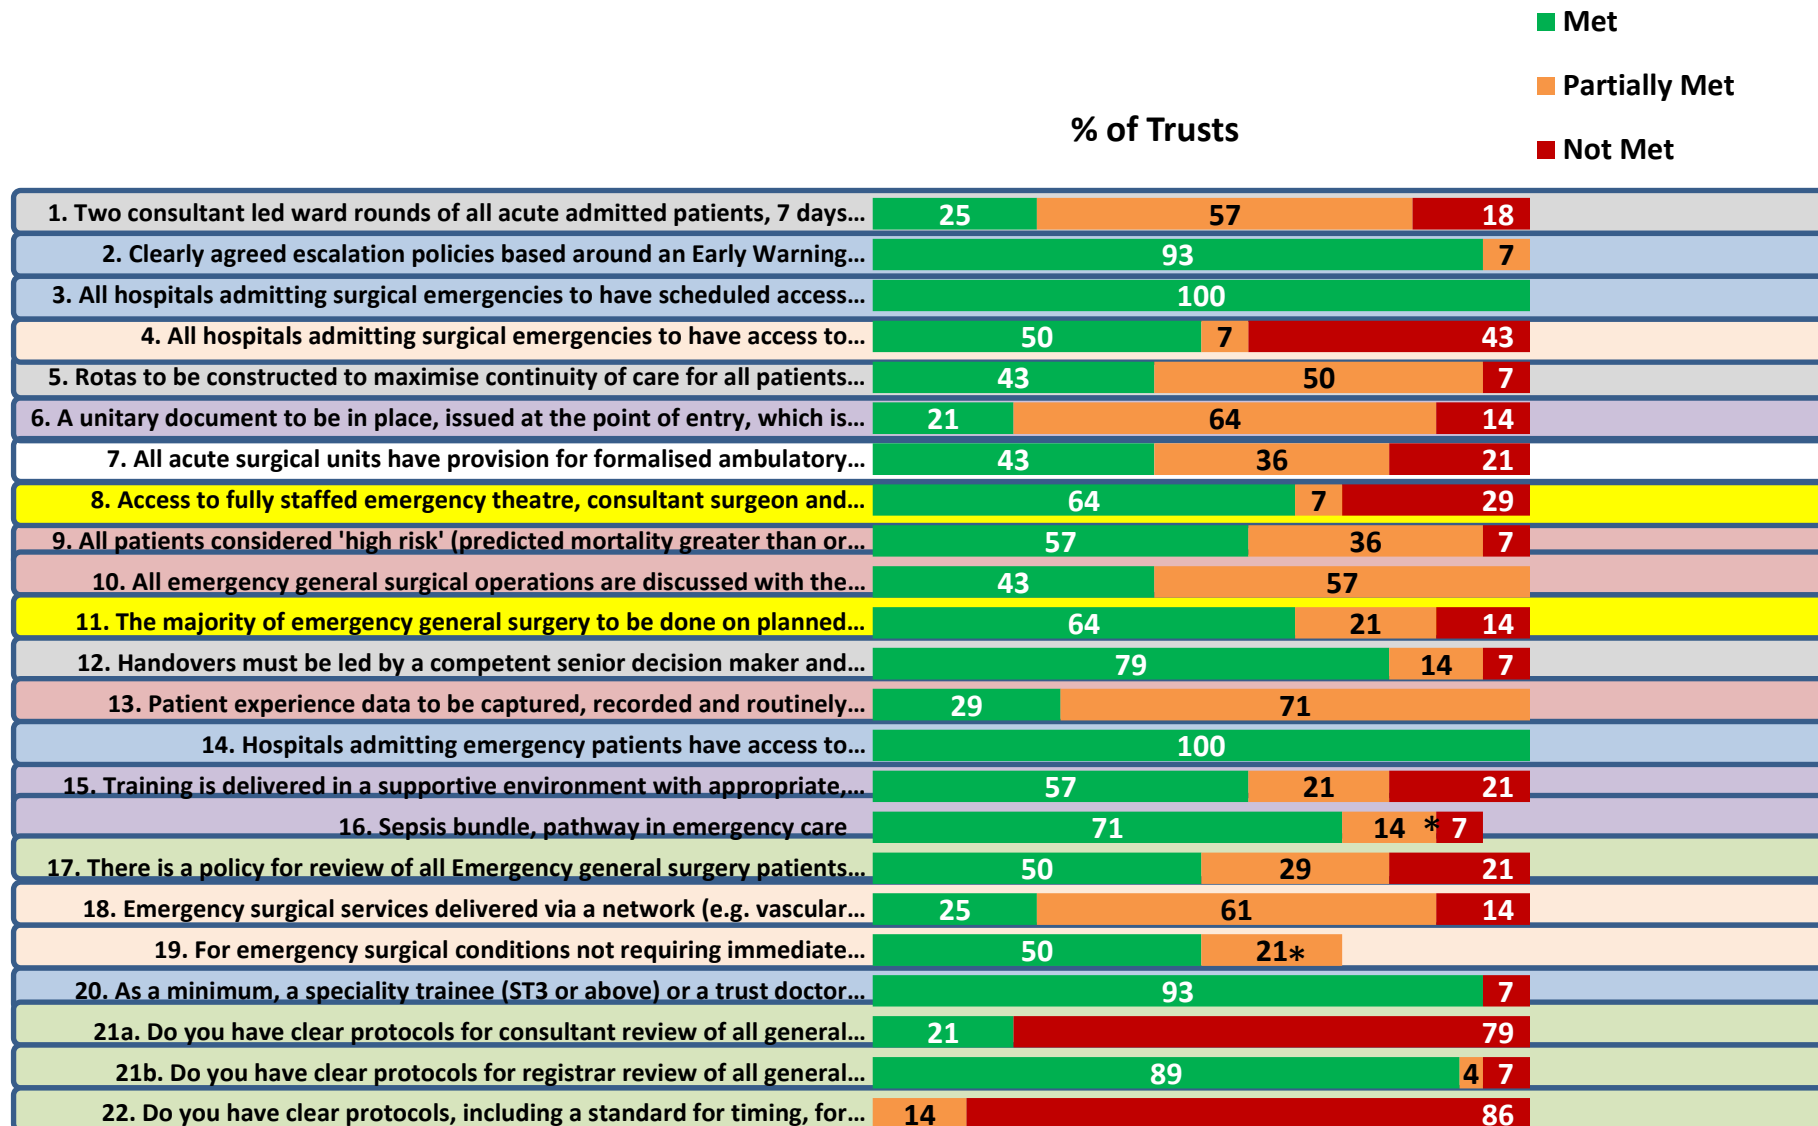 Met
Partially Met
% of Trusts
Not Met
1. Two consultant led ward rounds of all acute admitted patients, 7 days... 25 57 18
2. Clearly agreed escalation policies based around an Early Warning... 93 7
3. All hospitals admitting surgical emergencies to have scheduled access... 100
4. All hospitals admitting surgical emergencies to have access to... 50 7 43
5. Rotas to be constructed to maximise continuity of care for all patients... 43 50 7
6. A unitary document to be in place, issued at the point of entry, which is... 21 64 14
7. All acute surgical units have provision for formalised ambulatory... 43 36 21
8. Access to fully staffed emergency theatre, consultant surgeon and... 64 7 29
9. All patients considered 'high risk' (predicted mortality greater than or... 57 36 7
10. All emergency general surgical operations are discussed with the... 43 57
11. The majority of emergency general surgery to be done on planned... 64 21 14
12. Handovers must be led by a competent senior decision maker and... 79 14 7
13. Patient experience data to be captured, recorded and routinely... 29 71
14. Hospitals admitting emergency patients have access to... 100
15. Training is delivered in a supportive environment with appropriate,... 57 21 21
16. Sepsis bundle, pathway in emergency care 71 14 * 7
17. There is a policy for review of all Emergency general surgery patients... 50 29 21
18. Emergency surgical services delivered via a network (e.g. vascular... 25 61 14
19. For emergency surgical conditions not requiring immediate... 50 21*
20. As a minimum, a speciality trainee (ST3 or above) or a trust doctor... 93 7
21a. Do you have clear protocols for consultant review of all general... 21 79
21b. Do you have clear protocols for registrar review of all general... 89 4 7
22. Do you have clear protocols, including a standard for timing, for... 14 86